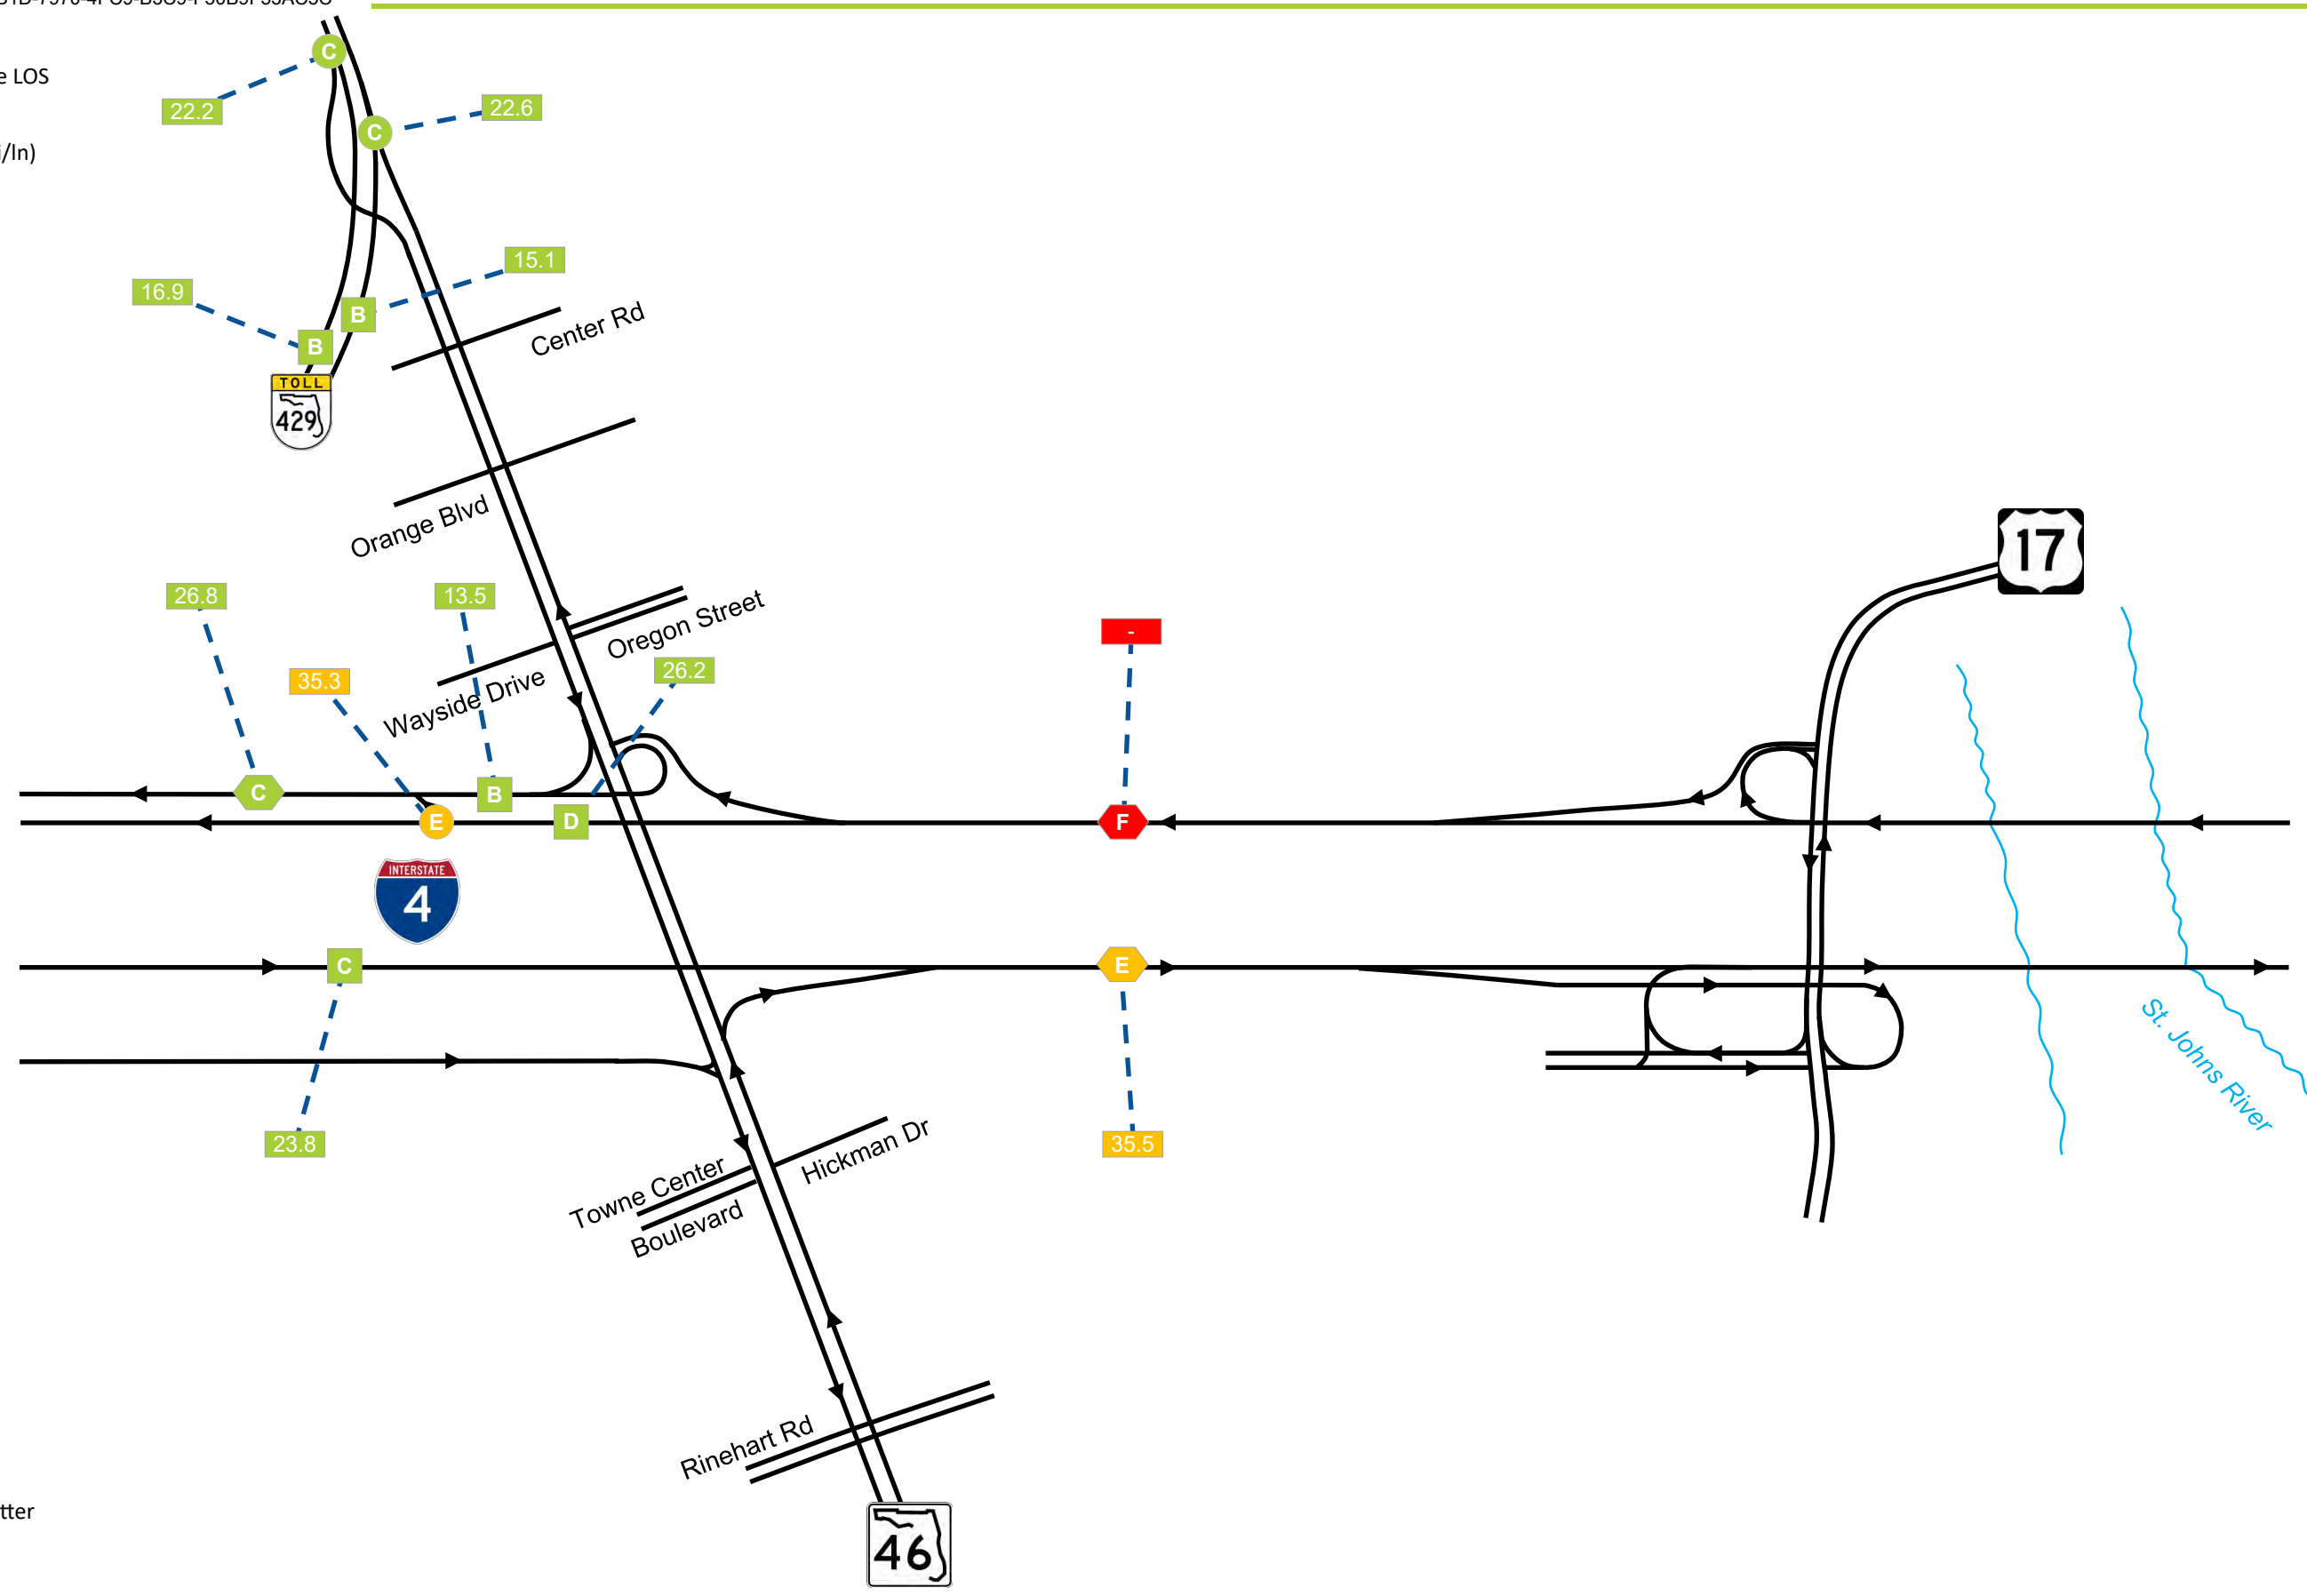 e LOS
i/ln)
C
22.2
22.6
C
15.1
16.9
B
B
Center Rd
TOLL
429
Orange Blvd
17
26.8
13.5
Oregon Street
-
35.3
26.2
Wayside Drive
C
B
E
D
F
INTERSTATE
4
C
E
St. Johns River
23.8
35.5
Hickman Dr
Towne Center
Boulevard
Rinehart Rd
tter
46